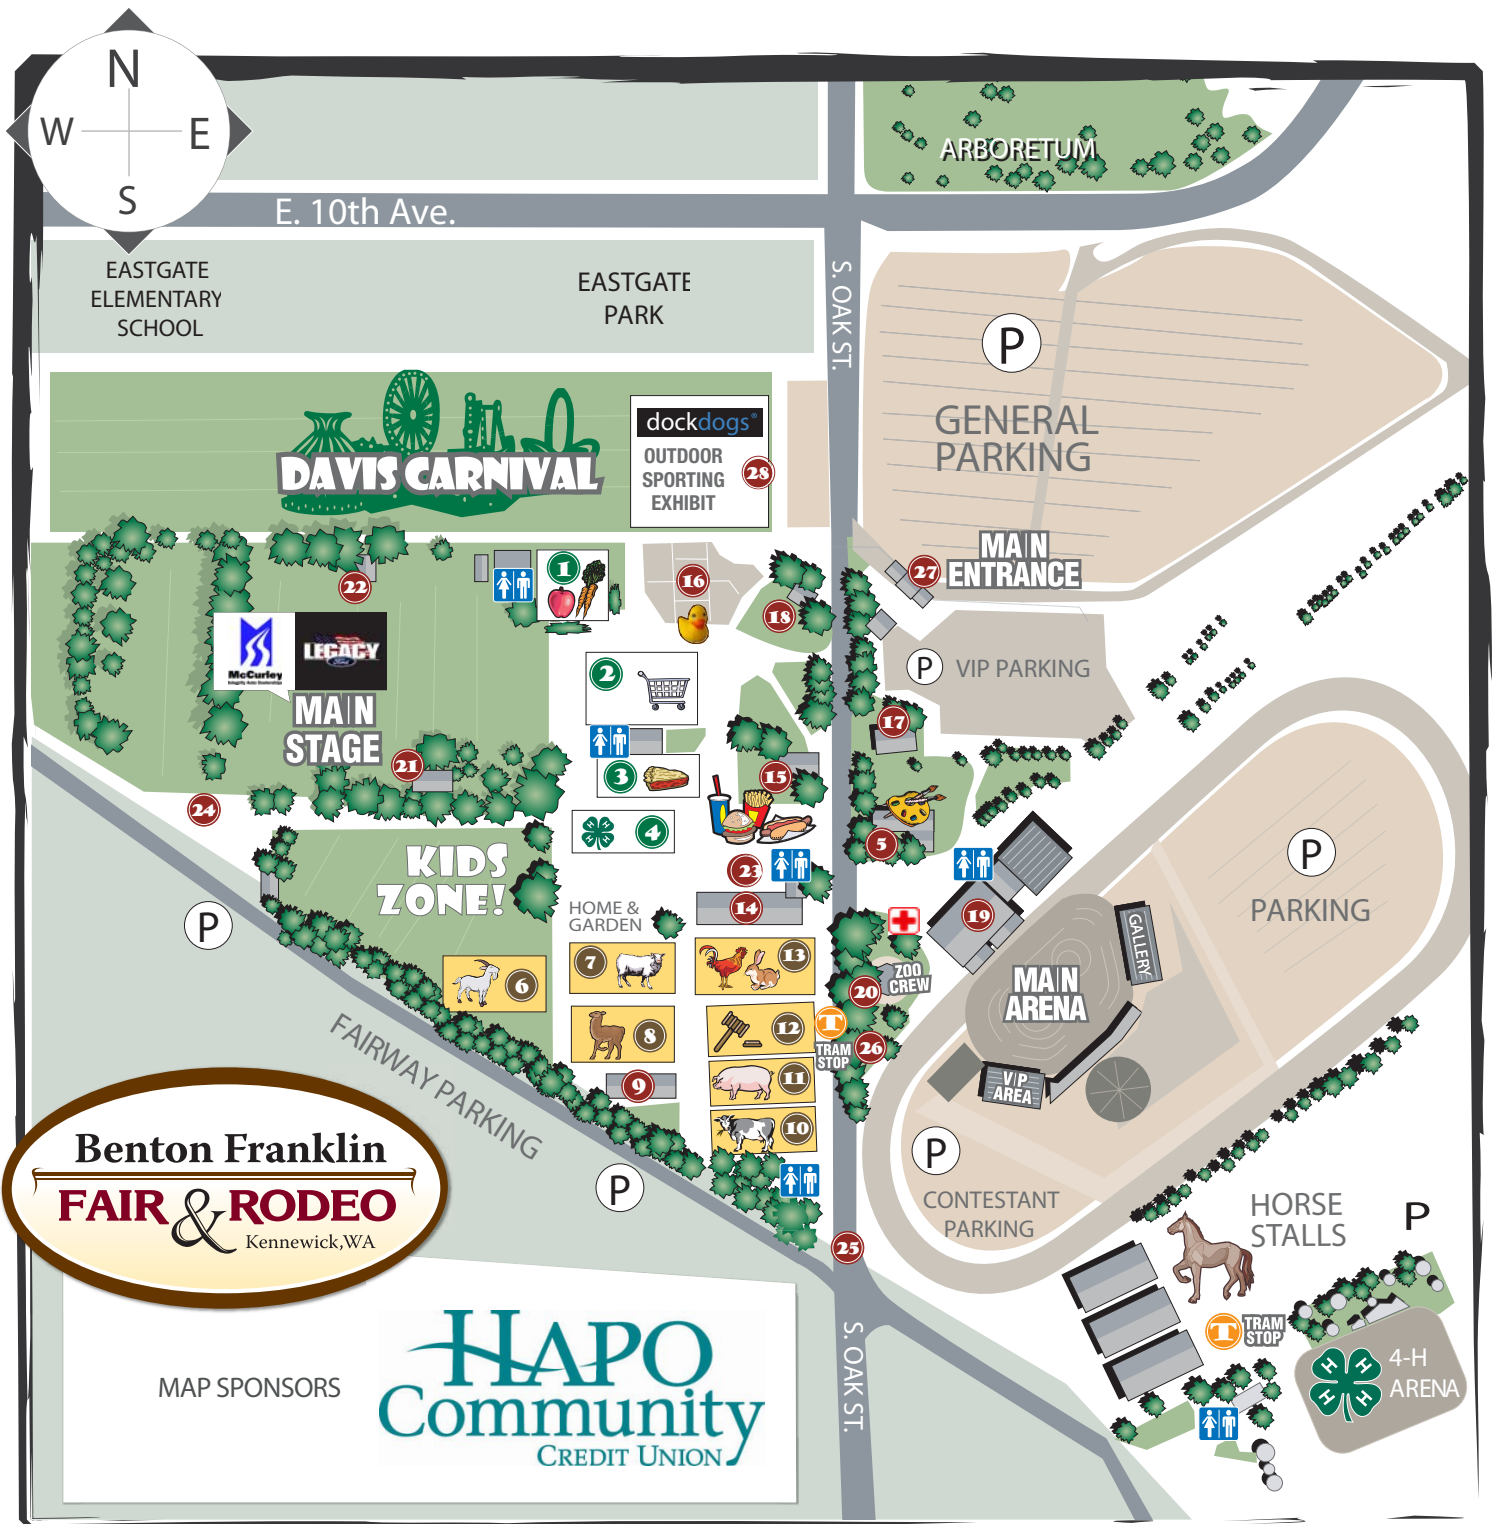 N
W E
S
ARBORETUM
E. 10th Ave.
EASTGATE
ELEMENTARY
SCHOOL
EASTGATE
PARK
S. OAK ST.
P
GENERAL
PARKING
DAVIS CARNIVAL
dockdogs®
OUTDOOR
SPORTING
EXHIBIT
28
MAIN
ENTRANCE
27
22
1
16
18
McCurley
Integrity Auto Dealerships
LEGACY
Ford
MAIN
STAGE
2
P
VIP PARKING
17
21
3
15
24
4
5
KIDS
ZONE!
23
14
19
P
PARKING
P
HOME &
GARDEN
GALLERY
6
7
13
20
ZOO
CREW
MAIN
ARENA
8
12
T
TRAM
STOP
26
FAIRWAY PARKING
9
11
VIP
AREA
10
P
P
CONTESTANT
PARKING
25
HORSE
STALLS
P
Benton Franklin
FAIR & RODEO
Kennewick, WA
T
TRAM
STOP
4-H
ARENA
H H
H H
S. OAK ST.
MAP SPONSORS
HAPO
Community
CREDIT UNION